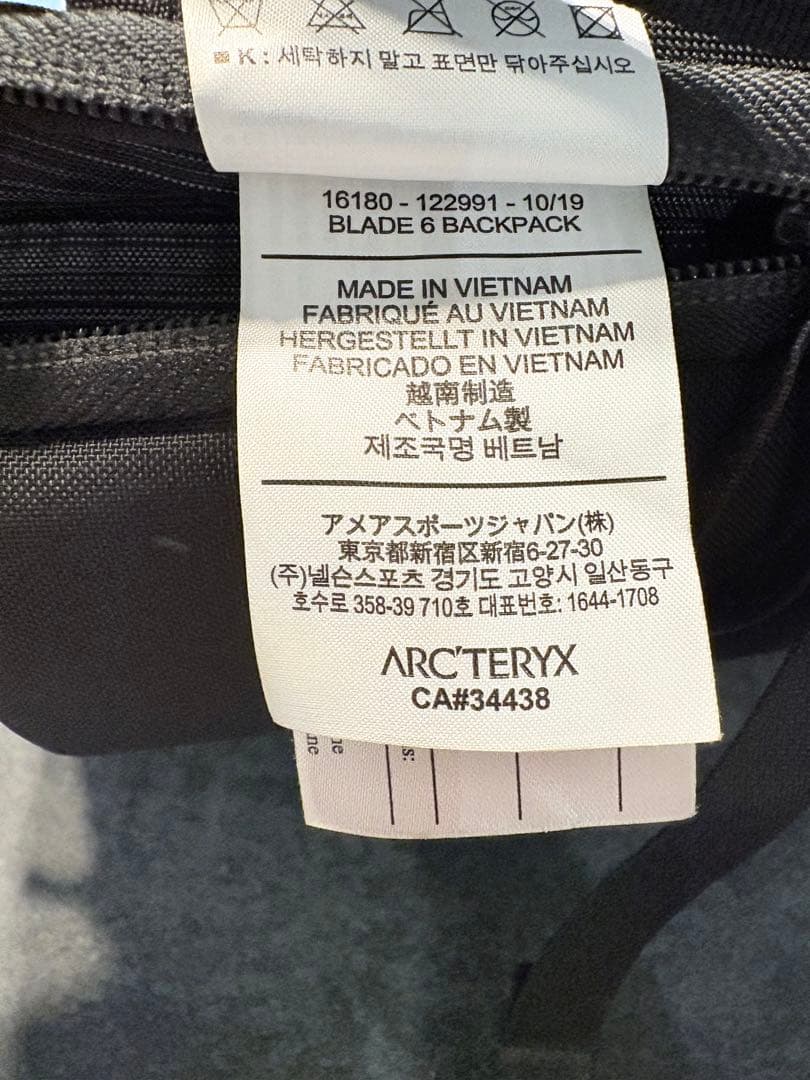 K : 세탁하지 말고 표면만 닦아주십시오
16180 - 122991 - 10/19
BLADE 6 BACKPACK
MADE IN VIETNAM
FABRIQUÉ AU VIETNAM
HERGESTELLT IN VIETNAM
FABRICADO EN VIETNAM
越南制造
ベトナム製
제조국명 베트남
アメアスポーツジャパン(株)
東京都新宿区新宿6-27-30
(주)넬슨스포츠 경기도 고양시 일산동구
호수로 358-39 710호 대표번호: 1644-1708
ARC'TERYX
CA#34438